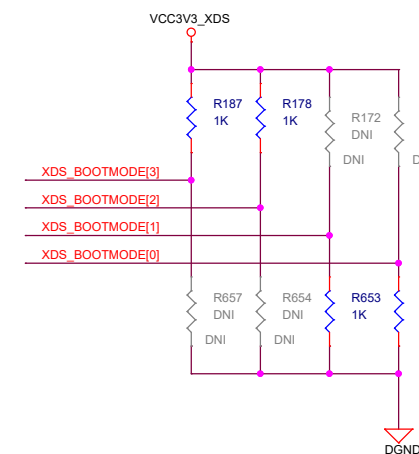 VCC3V3_XDS
R187
1K
R178
1K
R172
DNI
DNI
D
XDS_BOOTMODE[3]
XDS_BOOTMODE[2]
XDS_BOOTMODE[1]
XDS_BOOTMODE[0]
R657
DNI
DNI
R654
DNI
DNI
R653
1K
DGND